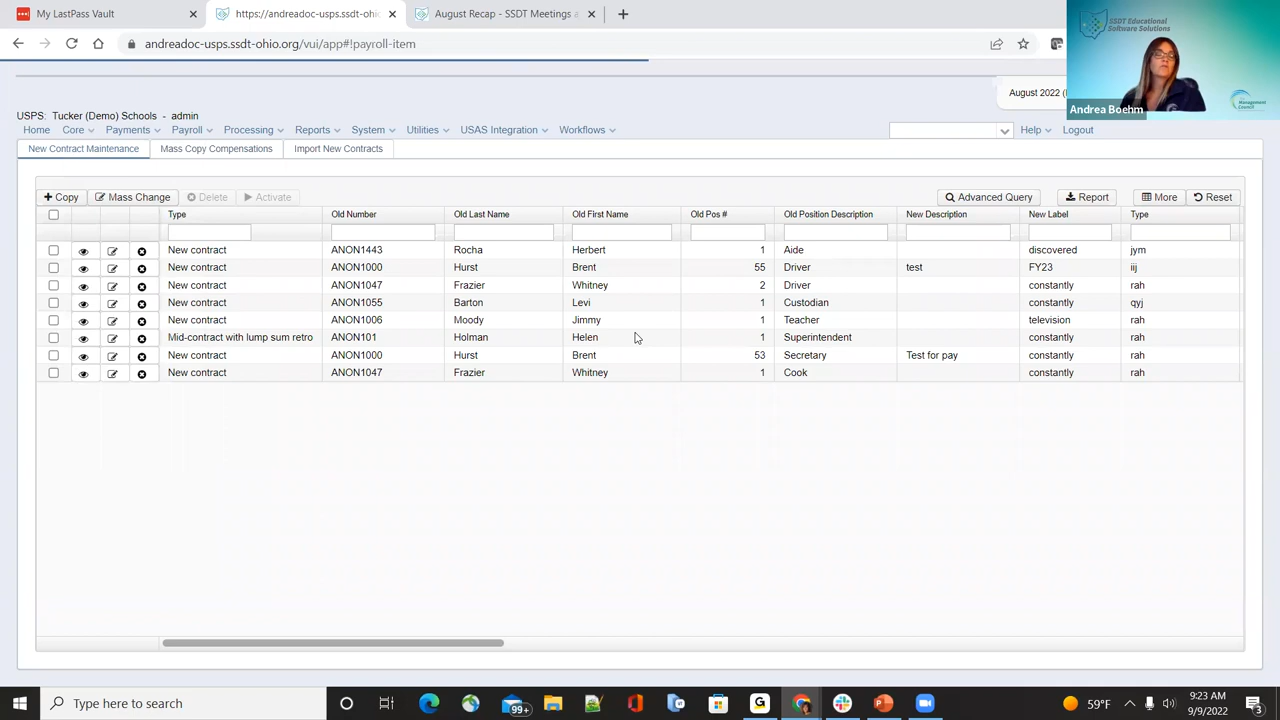 My LastPass Vault
https://andreadoc-usps.ssdt-ohi
August Recap - SSDT Meetings a
andreadoc-usps.ssdt-ohio.org/vui/app#!payroll-item
SSDT Educational
Software Solutions
Management
Council
Andrea Boehm
August 2022 (
USPS: Tucker (Demo) Schools - admin
Home Core Payments Payroll Processing Reports System Utilities USAS Integration Workflows Help Logout
New Contract Maintenance Mass Copy Compensations Import New Contracts
Copy Mass Change Delete Activate Advanced Query Report More Reset
Type Old Number Old Last Name Old First Name Old Pos # Old Position Description New Description New Label Type
New contract ANON1443 Rocha Herbert 1 Aide discovered jym
New contract ANON1000 Hurst Brent 55 Driver test FY23 iij
New contract ANON1047 Frazier Whitney 2 Driver constantly rah
New contract ANON1055 Barton Levi 1 Custodian constantly qyj
New contract ANON1006 Moody Jimmy 1 Teacher television rah
Mid-contract with lump sum retro ANON101 Holman Helen 1 Superintendent constantly rah
New contract ANON1000 Hurst Brent 53 Secretary Test for pay constantly rah
New contract ANON1047 Frazier Whitney 1 Cook constantly rah
Type here to search
99+
59°F
9:23 AM
9/9/2022
3